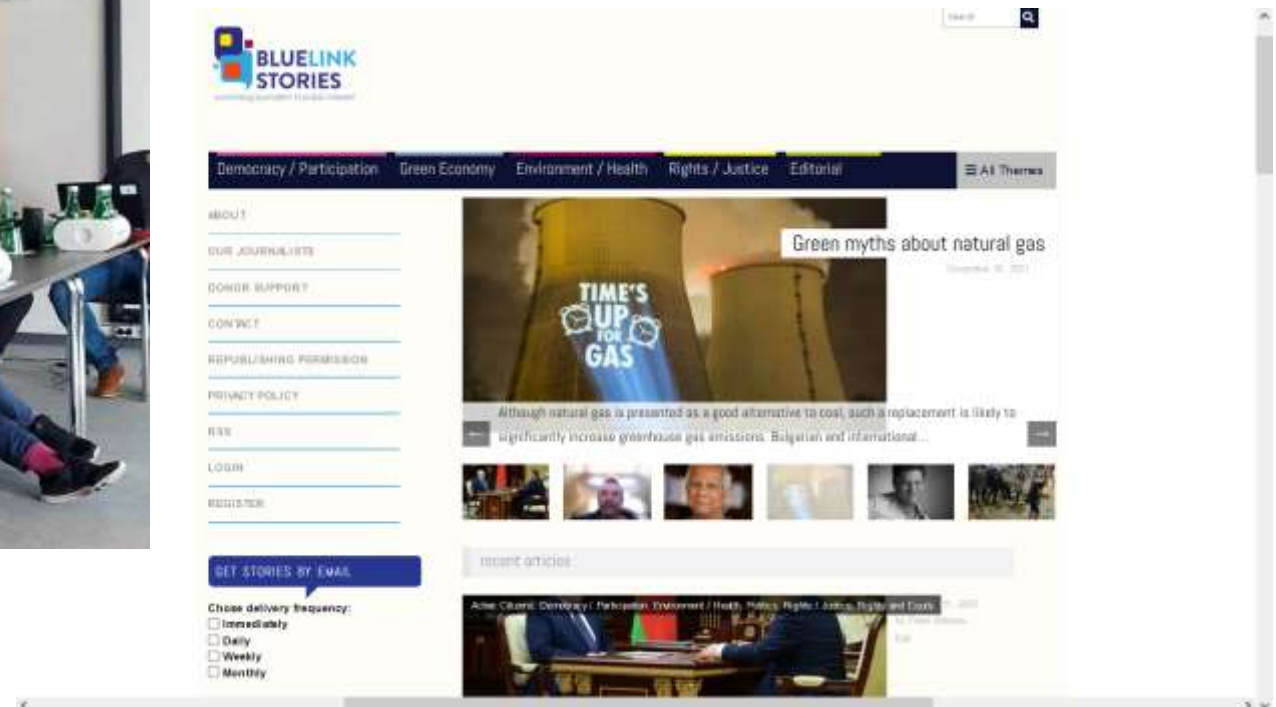 Search
BLUELINK
STORIES
Democracy / Participation Green Economy Environment / Health Rights / Justice Editorial ☰ All Themes
ABOUT
OUR JOURNALISTS
DONOR SUPPORT
CONTACT
REPUBLISHING PERMISSION
PRIVACY POLICY
RSS
LOGIN
REGISTER
GET STORIES BY EMAIL
Chose delivery frequency:
Immediately
Daily
Weekly
Monthly
Green myths about natural gas
TIME'S
UP
FOR
GAS
Although natural gas is presented as a good alternative to coal, such a replacement is likely to
significantly increase greenhouse gas emissions. Bulgarian and international...
recent articles
Active Citizens, Democracy / Participation, Environment / Health, Politics, Rights / Justice, Rights and Equity